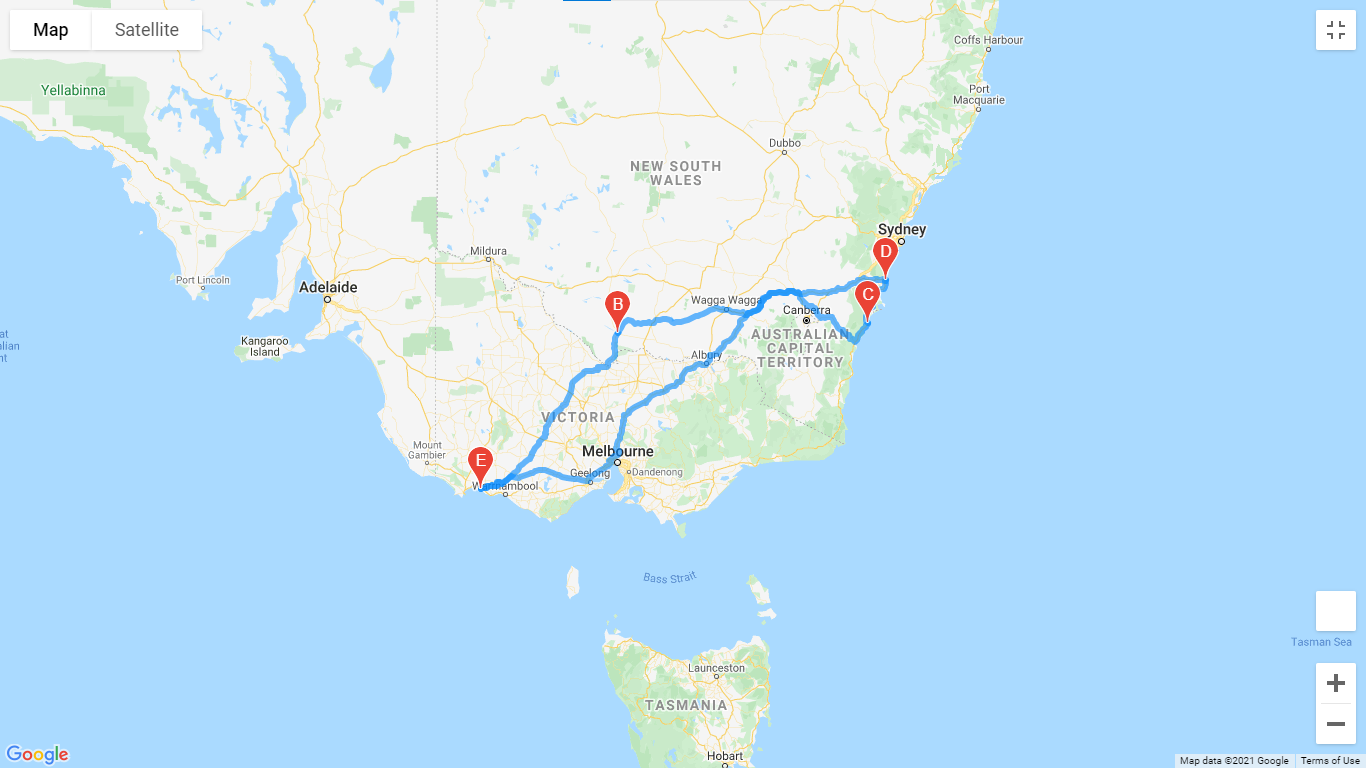 Map
Satellite
Coffs Harbour
Yellabinna
Port
Macquarie
Dubbo
NEW SOUTH
WALES
Sydney
Mildura
D
Port Lincoln
Adelaide
C
B
Wagga Wagga
Canberra
Kangaroo
Island
AUSTRALIAN
CAPITAL
TERRITORY
Albury
VICTORIA
Mount
Gambier
Melbourne
E
Geelong
Dandenong
Bass Strait
Tasman Sea
Launceston
TASMANIA
Hobart
Google
Map data ©2021 Google
Terms of Use